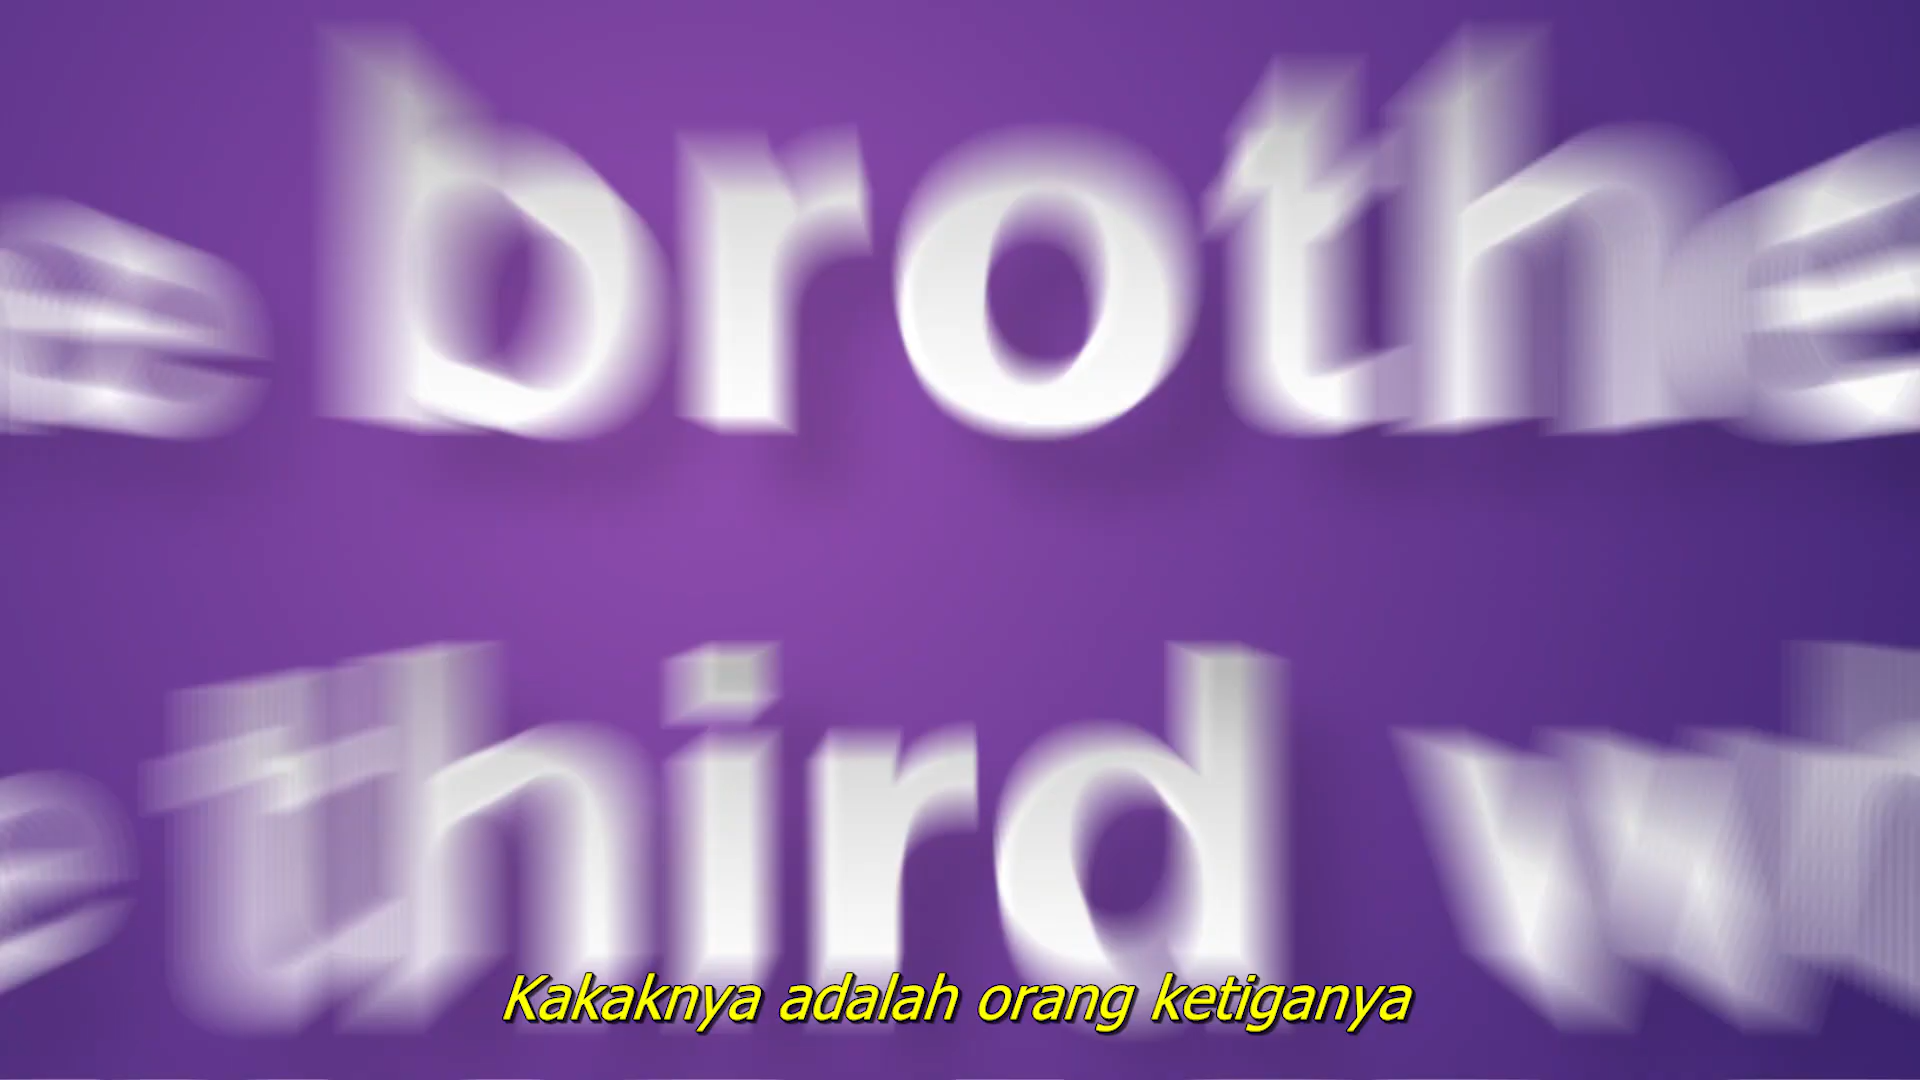 e brothe
e third w
Kakaknya adalah orang ketiganya